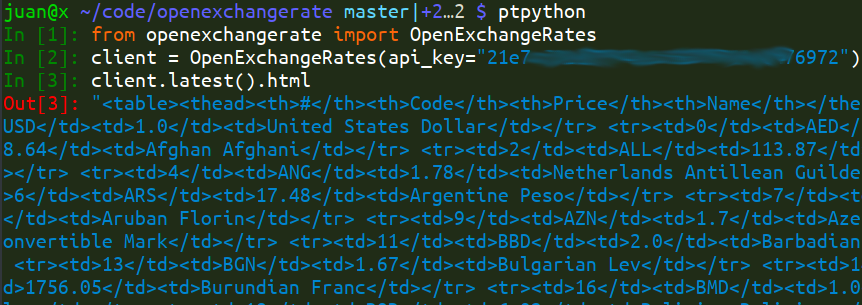 juan@x ~/code/openexchangerate master|+2…2 $ ptpython
In [1]: from openexchangerate import OpenExchangeRates
In [2]: client = OpenExchangeRates(api_key="21e7 76972")
In [3]: client.latest().html
Out[3]: "<table><thead><th>#</th><th>Code</th><th>Price</th><th>Name</th></the
USD</td><td>1.0</td><td>United States Dollar</td></tr> <tr><td>0</td><td>AED</
8.64</td><td>Afghan Afghani</td></tr> <tr><td>2</td><td>ALL</td><td>113.87</td
></tr> <tr><td>4</td><td>ANG</td><td>1.78</td><td>Netherlands Antillean Guilde
>6</td><td>ARS</td><td>17.48</td><td>Argentine Peso</td></tr> <tr><td>7</td><t
</td><td>Aruban Florin</td></tr> <tr><td>9</td><td>AZN</td><td>1.7</td><td>Aze
onvertible Mark</td></tr> <tr><td>11</td><td>BBD</td><td>2.0</td><td>Barbadian
<tr><td>13</td><td>BGN</td><td>1.67</td><td>Bulgarian Lev</td></tr> <tr><td>1
d>1756.05</td><td>Burundian Franc</td></tr> <tr><td>16</td><td>BMD</td><td>1.0